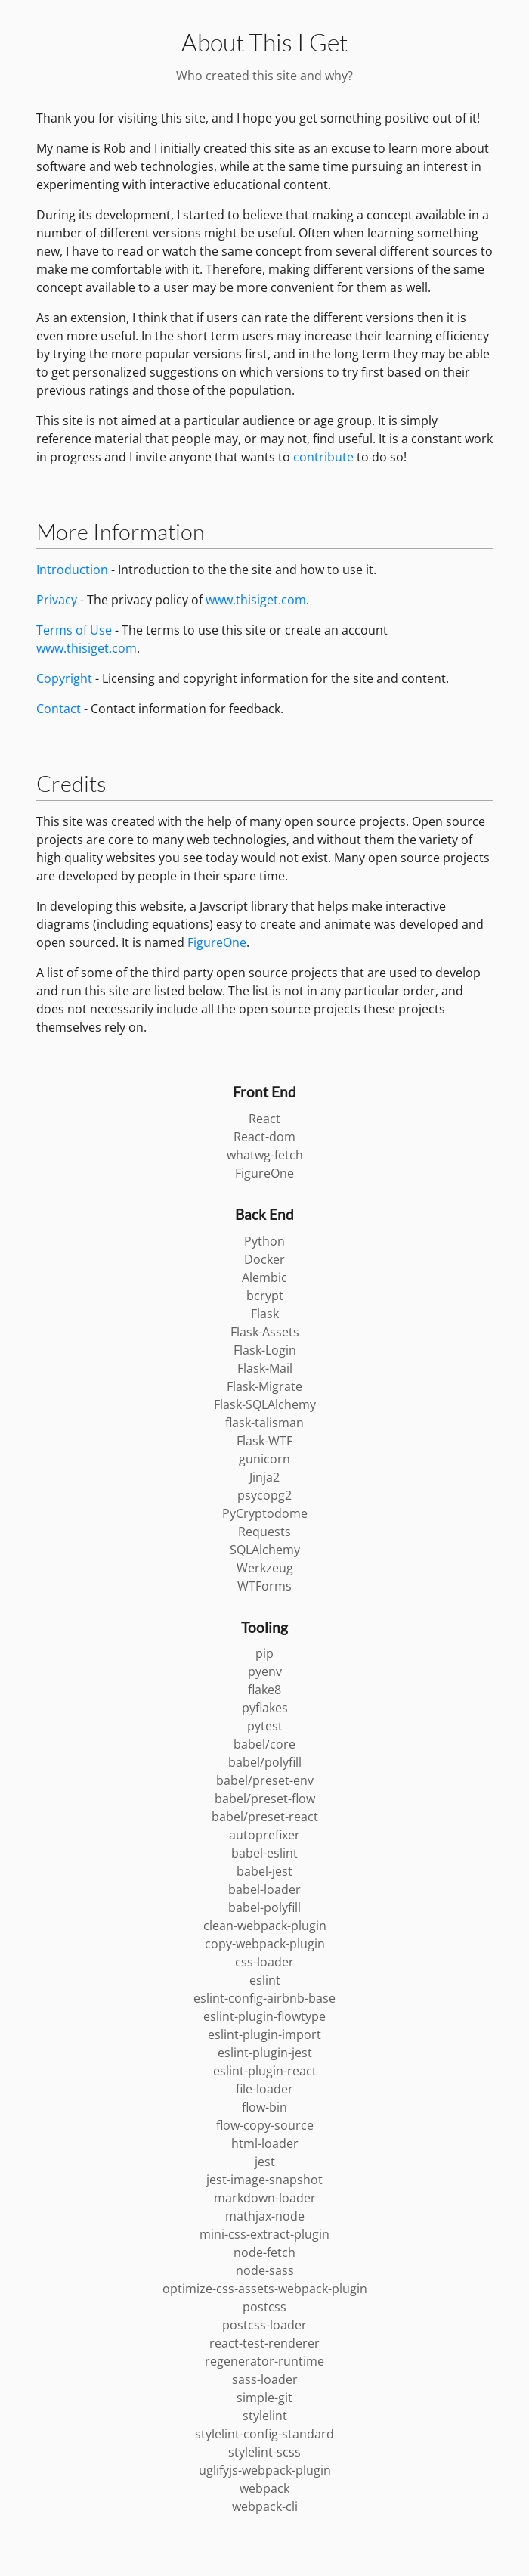 About This I Get
Who created this site and why?
Thank you for visiting this site, and I hope you get something positive out of it!
My name is Rob and I initially created this site as an excuse to learn more about
software and web technologies, while at the same time pursuing an interest in
experimenting with interactive educational content.
During its development, I started to believe that making a concept available in a
number of different versions might be useful. Often when learning something
new, I have to read or watch the same concept from several different sources to
make me comfortable with it. Therefore, making different versions of the same
concept available to a user may be more convenient for them as well.
As an extension, I think that if users can rate the different versions then it is
even more useful. In the short term users may increase their learning efficiency
by trying the more popular versions first, and in the long term they may be able
to get personalized suggestions on which versions to try first based on their
previous ratings and those of the population.
This site is not aimed at a particular audience or age group. It is simply
reference material that people may, or may not, find useful. It is a constant work
in progress and I invite anyone that wants to contribute to do so!
More Information
Introduction - Introduction to the the site and how to use it.
Privacy - The privacy policy of www.thisiget.com.
Terms of Use - The terms to use this site or create an account
www.thisiget.com.
Copyright - Licensing and copyright information for the site and content.
Contact - Contact information for feedback.
Credits
This site was created with the help of many open source projects. Open source
projects are core to many web technologies, and without them the variety of
high quality websites you see today would not exist. Many open source projects
are developed by people in their spare time.
In developing this website, a Javscript library that helps make interactive
diagrams (including equations) easy to create and animate was developed and
open sourced. It is named FigureOne.
A list of some of the third party open source projects that are used to develop
and run this site are listed below. The list is not in any particular order, and
does not necessarily include all the open source projects these projects
themselves rely on.
Front End
React
React-dom
whatwg-fetch
FigureOne
Back End
Python
Docker
Alembic
bcrypt
Flask
Flask-Assets
Flask-Login
Flask-Mail
Flask-Migrate
Flask-SQLAlchemy
flask-talisman
Flask-WTF
gunicorn
Jinja2
psycopg2
PyCryptodome
Requests
SQLAlchemy
Werkzeug
WTForms
Tooling
pip
pyenv
flake8
pyflakes
pytest
babel/core
babel/polyfill
babel/preset-env
babel/preset-flow
babel/preset-react
autoprefixer
babel-eslint
babel-jest
babel-loader
babel-polyfill
clean-webpack-plugin
copy-webpack-plugin
css-loader
eslint
eslint-config-airbnb-base
eslint-plugin-flowtype
eslint-plugin-import
eslint-plugin-jest
eslint-plugin-react
file-loader
flow-bin
flow-copy-source
html-loader
jest
jest-image-snapshot
markdown-loader
mathjax-node
mini-css-extract-plugin
node-fetch
node-sass
optimize-css-assets-webpack-plugin
postcss
postcss-loader
react-test-renderer
regenerator-runtime
sass-loader
simple-git
stylelint
stylelint-config-standard
stylelint-scss
uglifyjs-webpack-plugin
webpack
webpack-cli